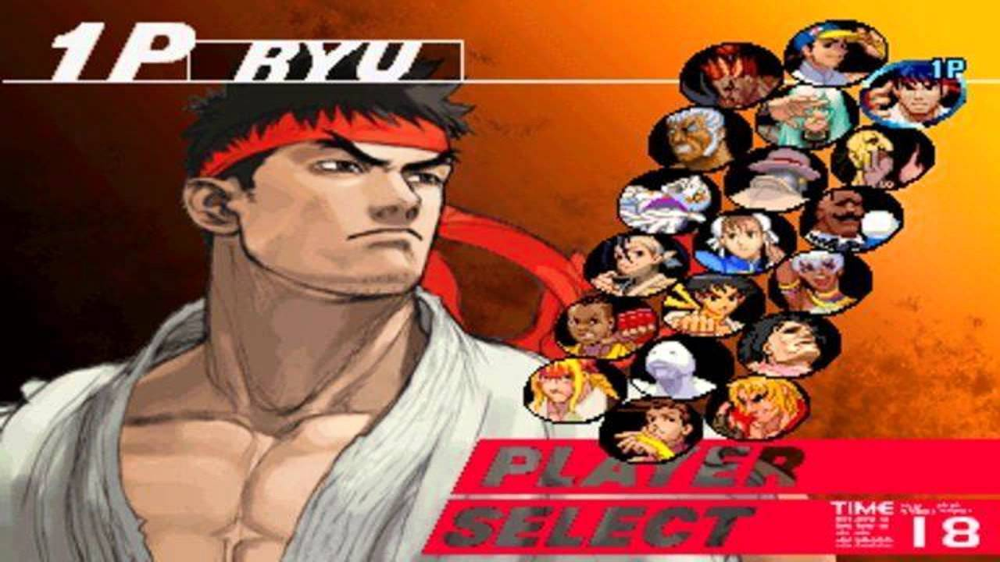 1P RYU
1P
PLAYER
SELECT
TIME
18